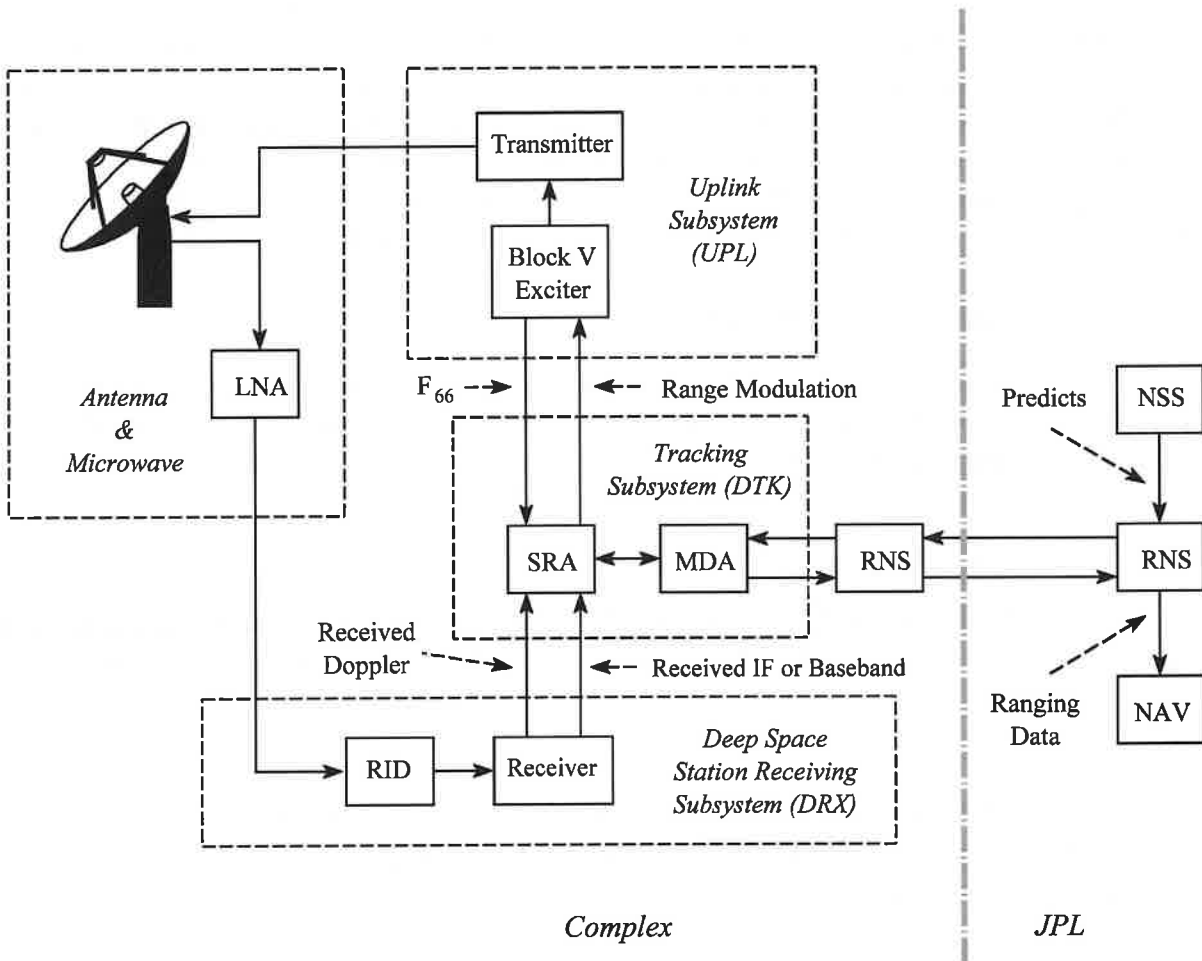 Transmitter
Uplink
Subsystem
(UPL)
Block V
Exciter
LNA
Antenna
&
Microwave
F66
Range Modulation
Predicts
NSS
Tracking
Subsystem (DTK)
SRA
MDA
RNS
RNS
Received
Doppler
Received IF or Baseband
Ranging
Data
NAV
RID
Receiver
Deep Space
Station Receiving
Subsystem (DRX)
Complex
JPL